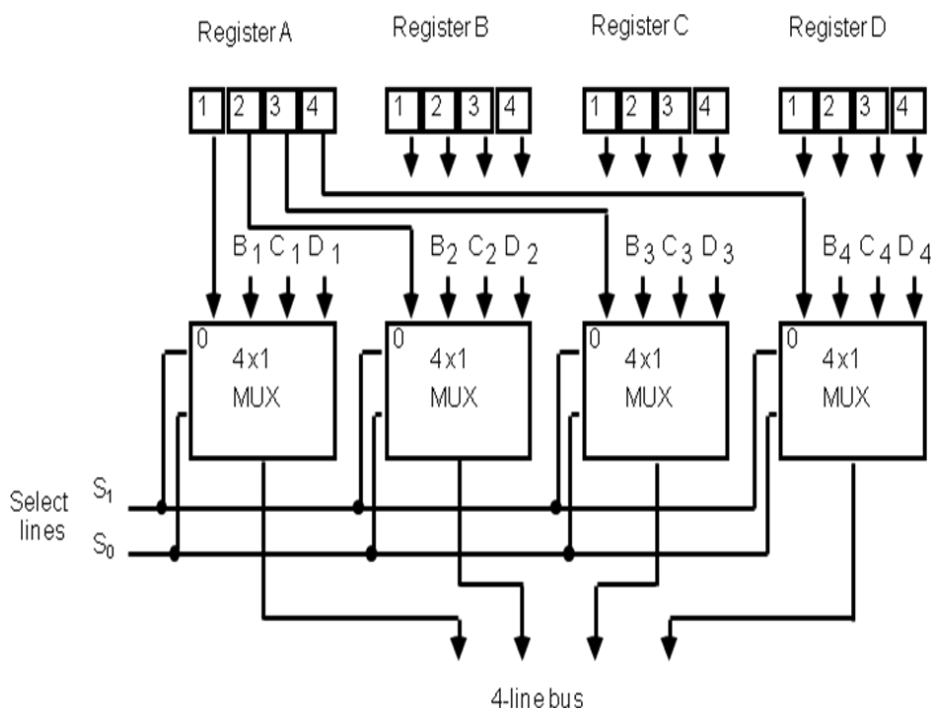 Register A Register B Register C Register D
1 2 3 4 1 2 3 4 1 2 3 4 1 2 3 4
B1 C1 D1 B2 C2 D2 B3 C3 D3 B4 C4 D4
0 0 0 0
4x1 4x1 4x1 4x1
MUX MUX MUX MUX
S1
Select
lines
S0
4-line bus